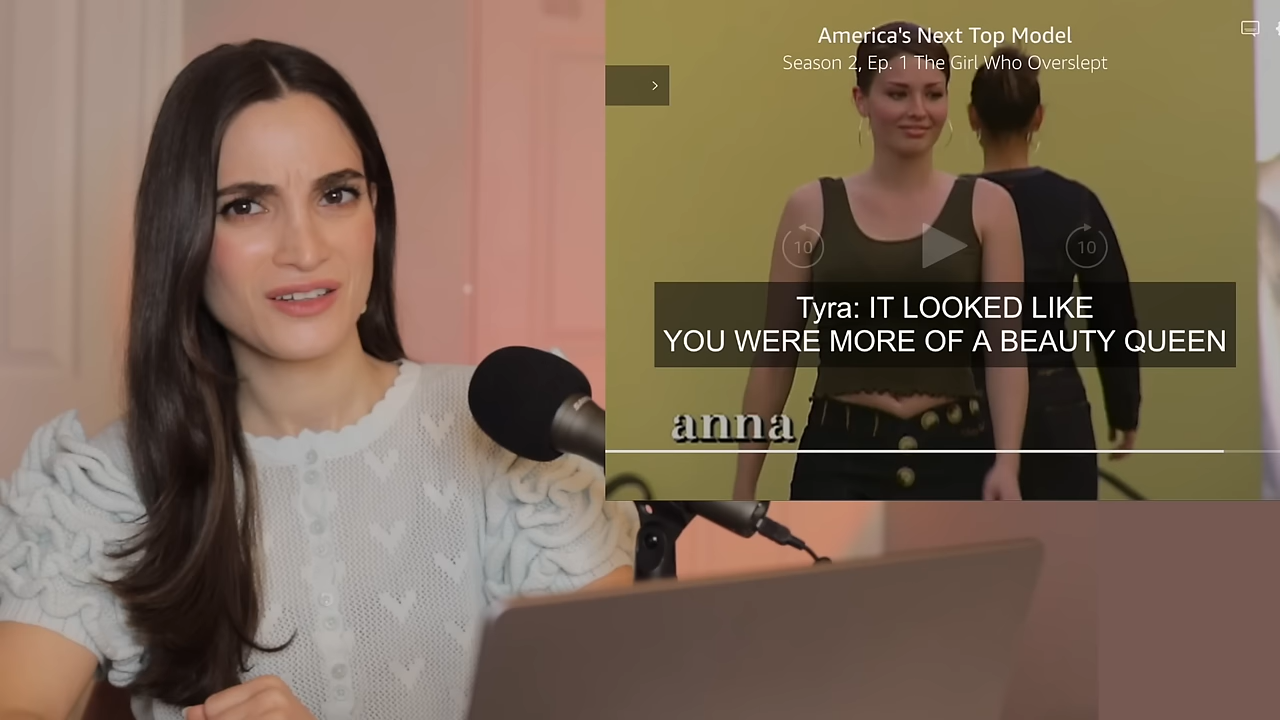 America's Next Top Model
Season 2, Ep. 1 The Girl Who Overslept
10
10
Tyra: IT LOOKED LIKE
YOU WERE MORE OF A BEAUTY QUEEN
anna